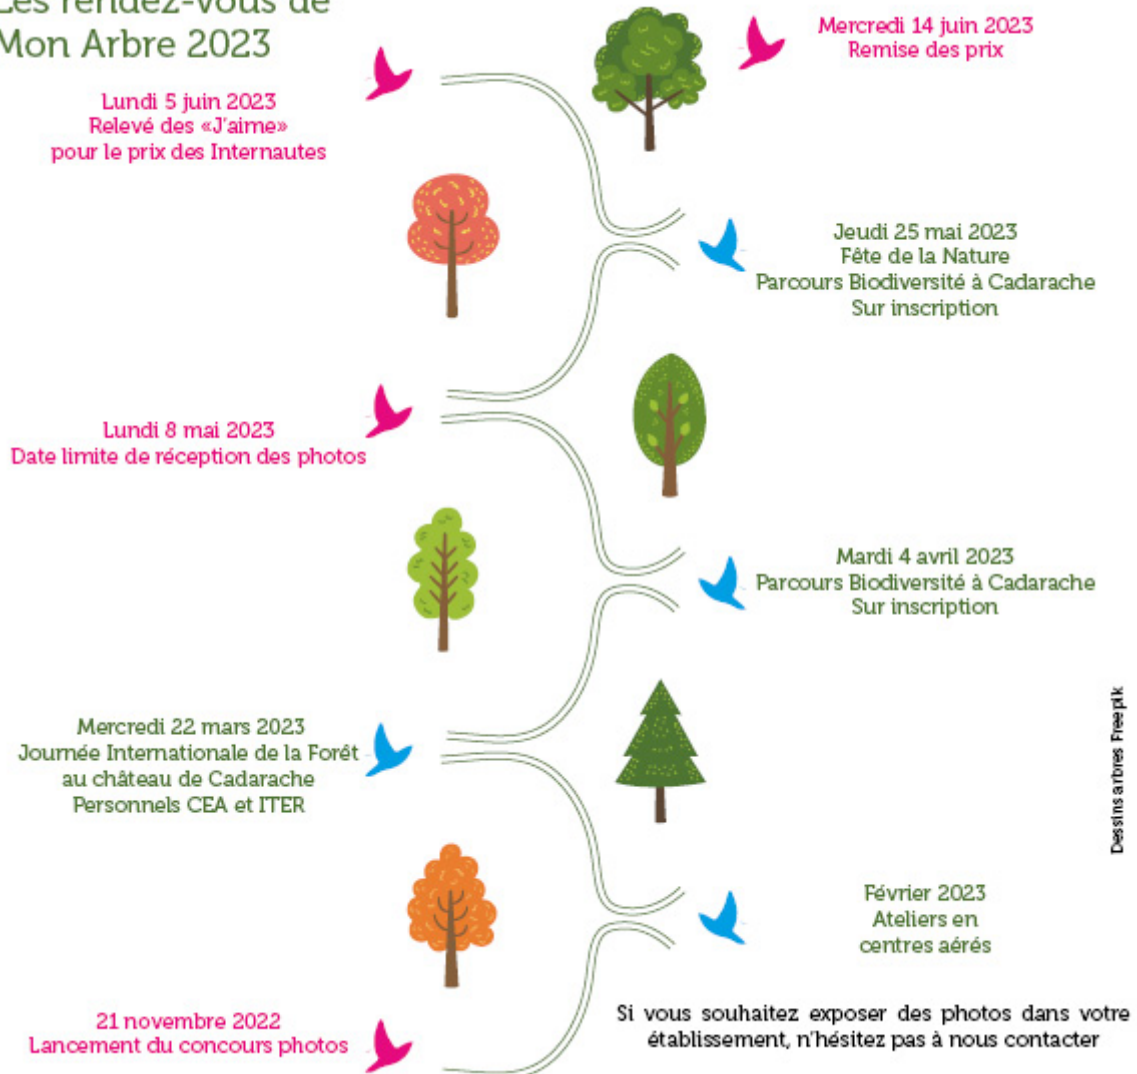 Les rendez-vous de
Mon Arbre 2023
Mercredi 14 juin 2023
Remise des prix
Lundi 5 juin 2023
Relevé des «J'aime»
pour le prix des Internautes
Jeudi 25 mai 2023
Fête de la Nature
Parcours Biodiversité à Cadarache
Sur inscription
Lundi 8 mai 2023
Date limite de réception des photos
Mardi 4 avril 2023
Parcours Biodiversité à Cadarache
Sur inscription
Mercredi 22 mars 2023
Journée Internationale de la Forêt
au château de Cadarache
Personnels CEA et ITER
Février 2023
Ateliers en
centres aérés
21 novembre 2022
Lancement du concours photos
Si vous souhaitez exposer des photos dans votre
établissement, n'hésitez pas à nous contacter
Dessins arbres Freepik